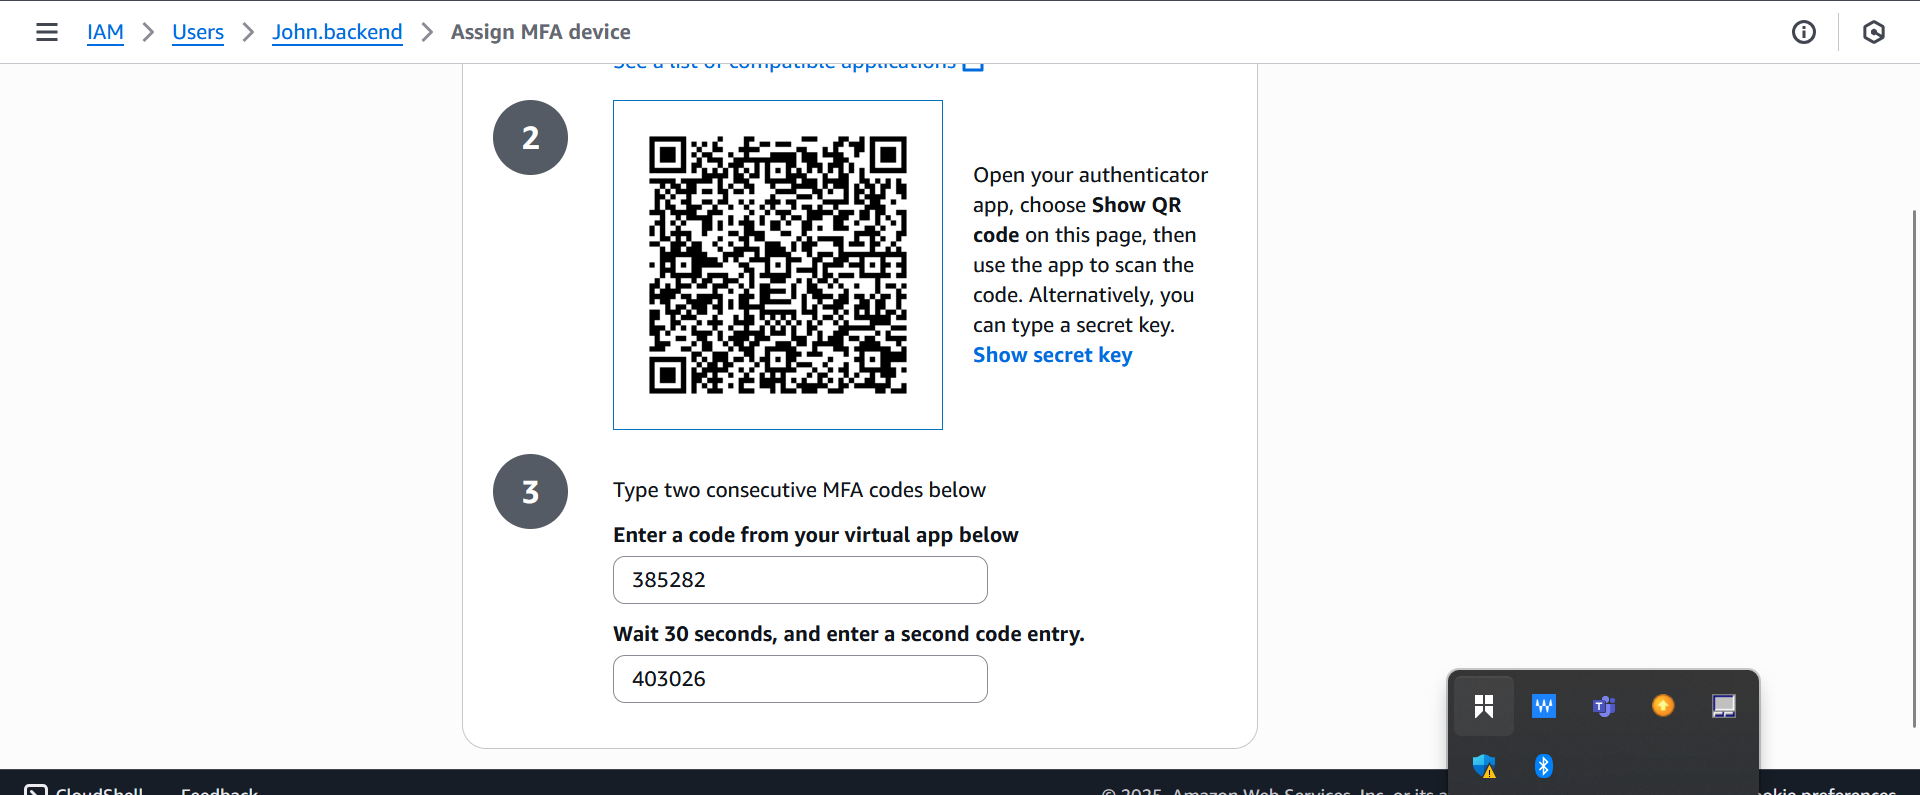 IAM > Users > John.backend > Assign MFA device
See a list of compatible applications
2
Open your authenticator
app, choose Show QR
code on this page, then
use the app to scan the
code. Alternatively, you
can type a secret key.
Show secret key
3
Type two consecutive MFA codes below
Enter a code from your virtual app below
385282
Wait 30 seconds, and enter a second code entry.
403026
CloudShell Feedback © 2025, Amazon Web Services, Inc. or its a ookie preferences